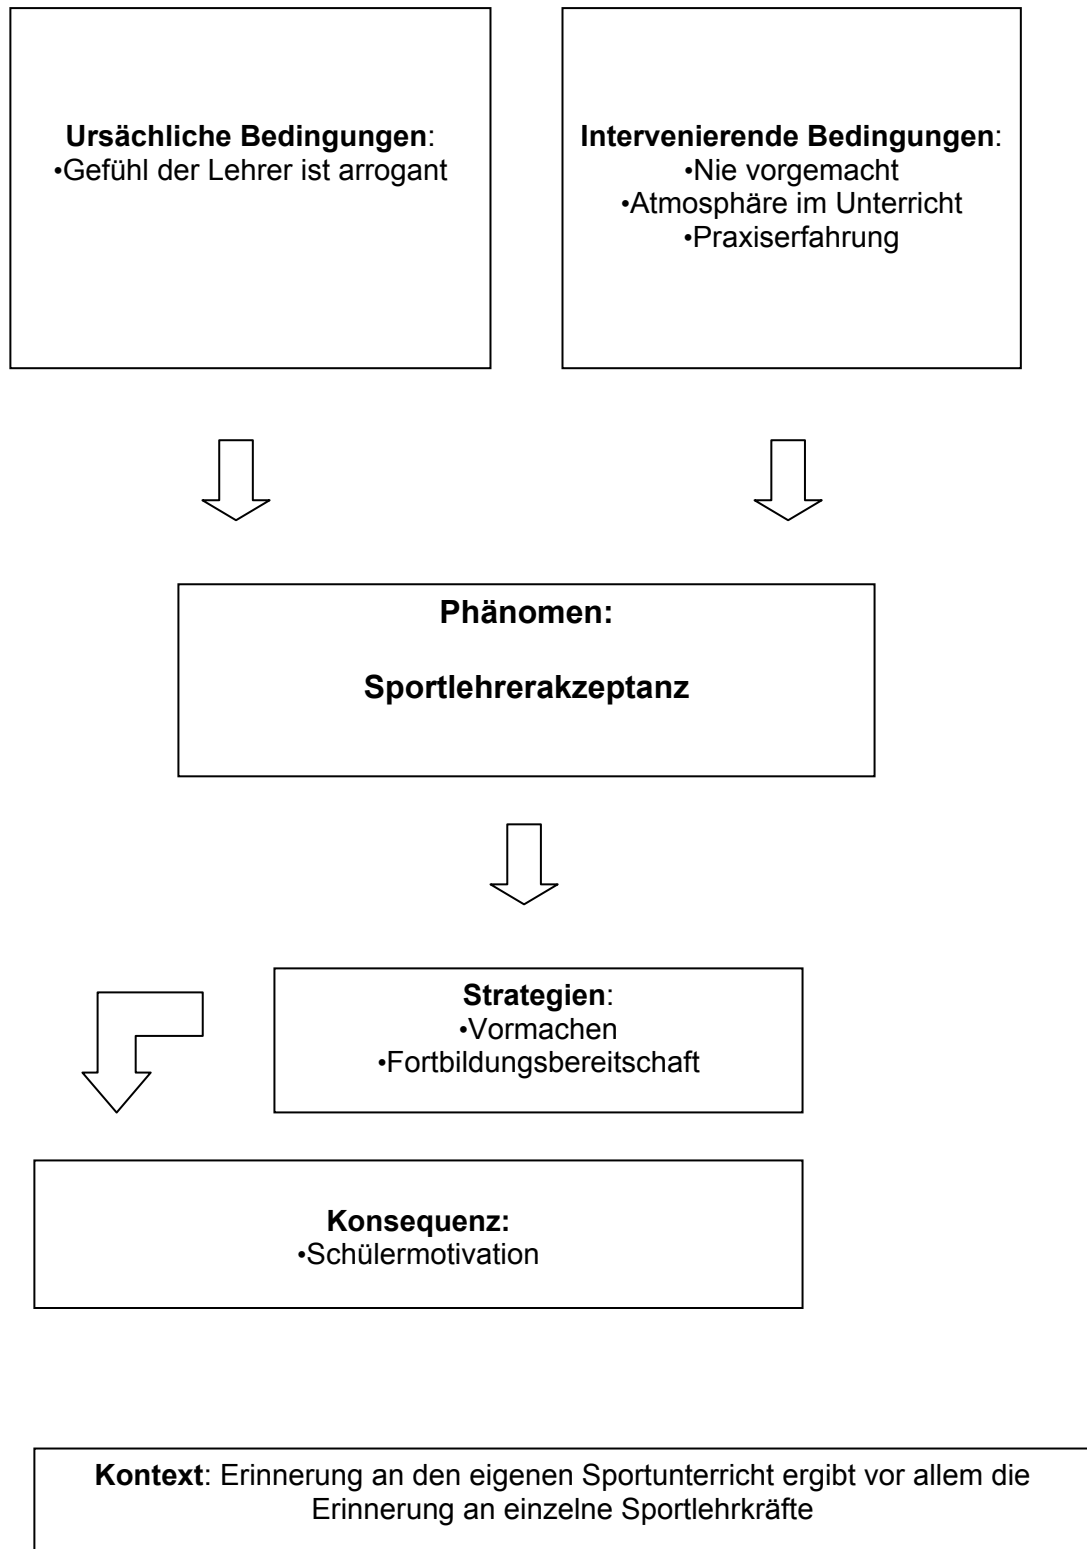 Ursächliche Bedingungen:
•Gefühl der Lehrer ist arrogant
Intervenierende Bedingungen:
•Nie vorgemacht
•Atmosphäre im Unterricht
•Praxiserfahrung
Phänomen:
Sportlehrerakzeptanz
Strategien:
•Vormachen
•Fortbildungsbereitschaft
Konsequenz:
•Schülermotivation
Kontext: Erinnerung an den eigenen Sportunterricht ergibt vor allem die
Erinnerung an einzelne Sportlehrkräfte